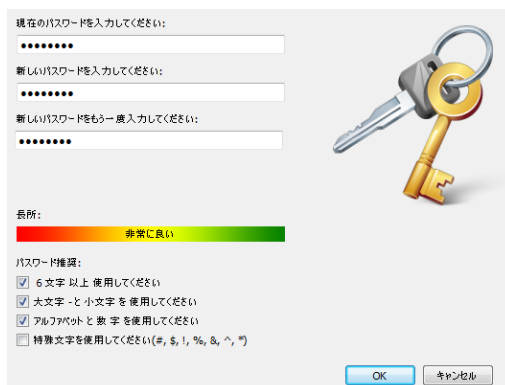 現在のパスワードを入力してください:
●●●●●●●●
新しいパスワードを入力してください:
●●●●●●●●
新しいパスワードをもう一度入力してください:
●●●●●●●●
長所:
非常に良い
パスワード推奨:
6 文字 以上 使用してください
大文字 -と 小文字 を 使用してください
アルファベットと 数 字 を 使用してください
特殊文字を使用してください(#, $, !, %, &, ^, *)
OK キャンセル